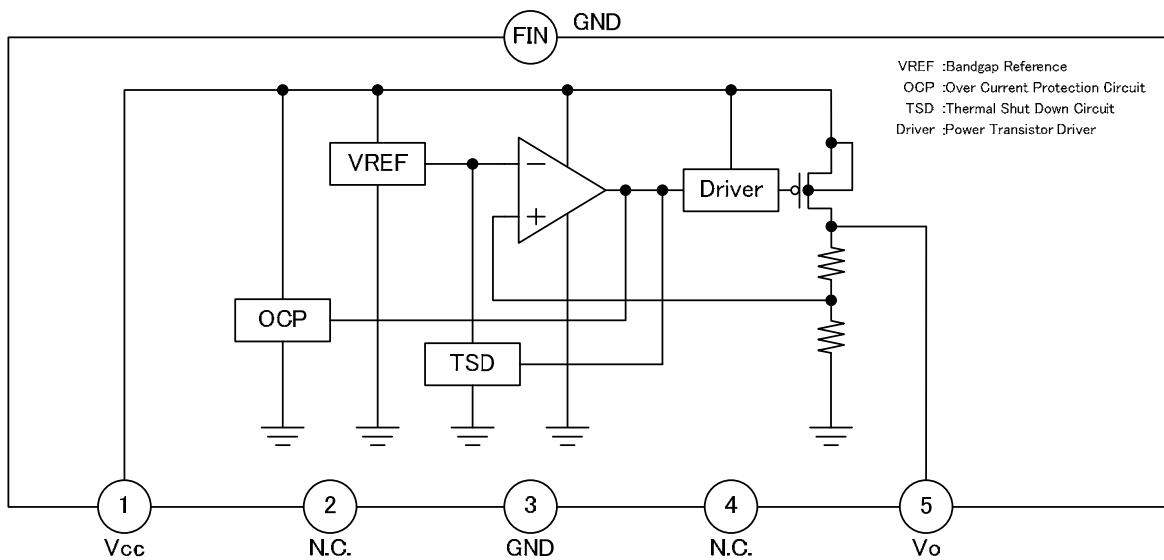 FIN GND
VREF :Bandgap Reference
OCP :Over Current Protection Circuit
TSD :Thermal Shut Down Circuit
Driver :Power Transistor Driver
VREF
−
+
Driver
OCP
TSD
1
2
3
4
5
Vcc
N.C.
GND
N.C.
Vo